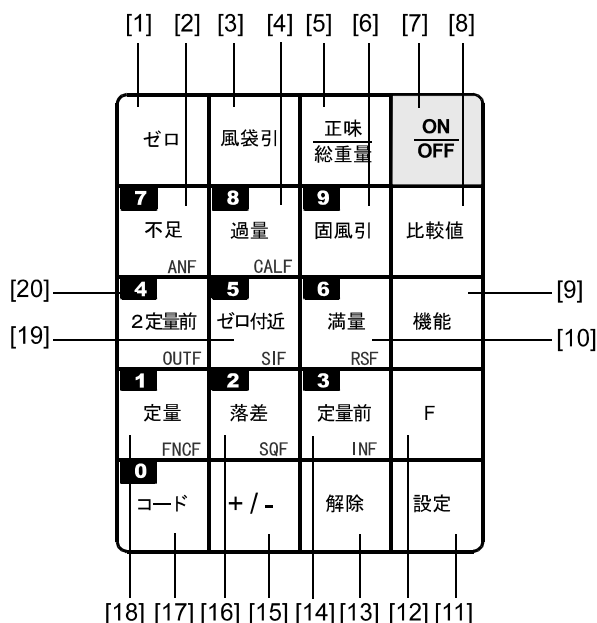 [1] [2] [3] [4] [5] [6] [7] [8]
ゼロ 風袋引 正味 ON
総重量 OFF
7 8 9
不足 過量 固風引 比較値
ANF CALF
[20] 4 5 6 [9]
2定量前 ゼロ付近 満量 機能
[19] [10]
OUTF SIF RSF
1 2 3
定量 落差 定量前 F
FNCF SQF INF
0
コード +/- 解除 設定
[18] [17] [16] [15] [14] [13] [12] [11]